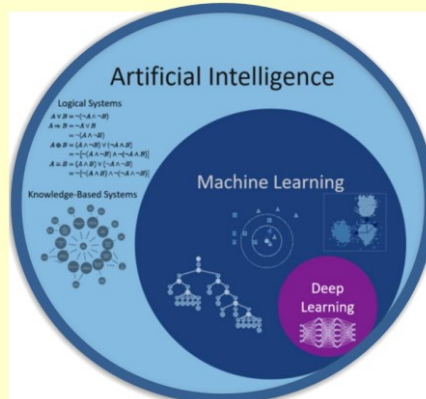 Artificial Intelligence
Logical Systems
A ∨ B = ¬(¬A ∧ ¬B)
A ⇒ B = ¬A ∨ B
= ¬(A ∧ ¬B)
A ⊕ B = (A ∧ ¬B) ∨ (¬A ∧ B)
= ¬[¬(A ∧ ¬B) ∧ ¬(¬A ∧ B)]
A ≡ B = (A ∧ B) ∨ (¬A ∧ ¬B)
= ¬[¬(A ∧ B) ∧ ¬(¬A ∧ ¬B)]
Machine Learning
Knowledge-Based Systems
Deep
Learning